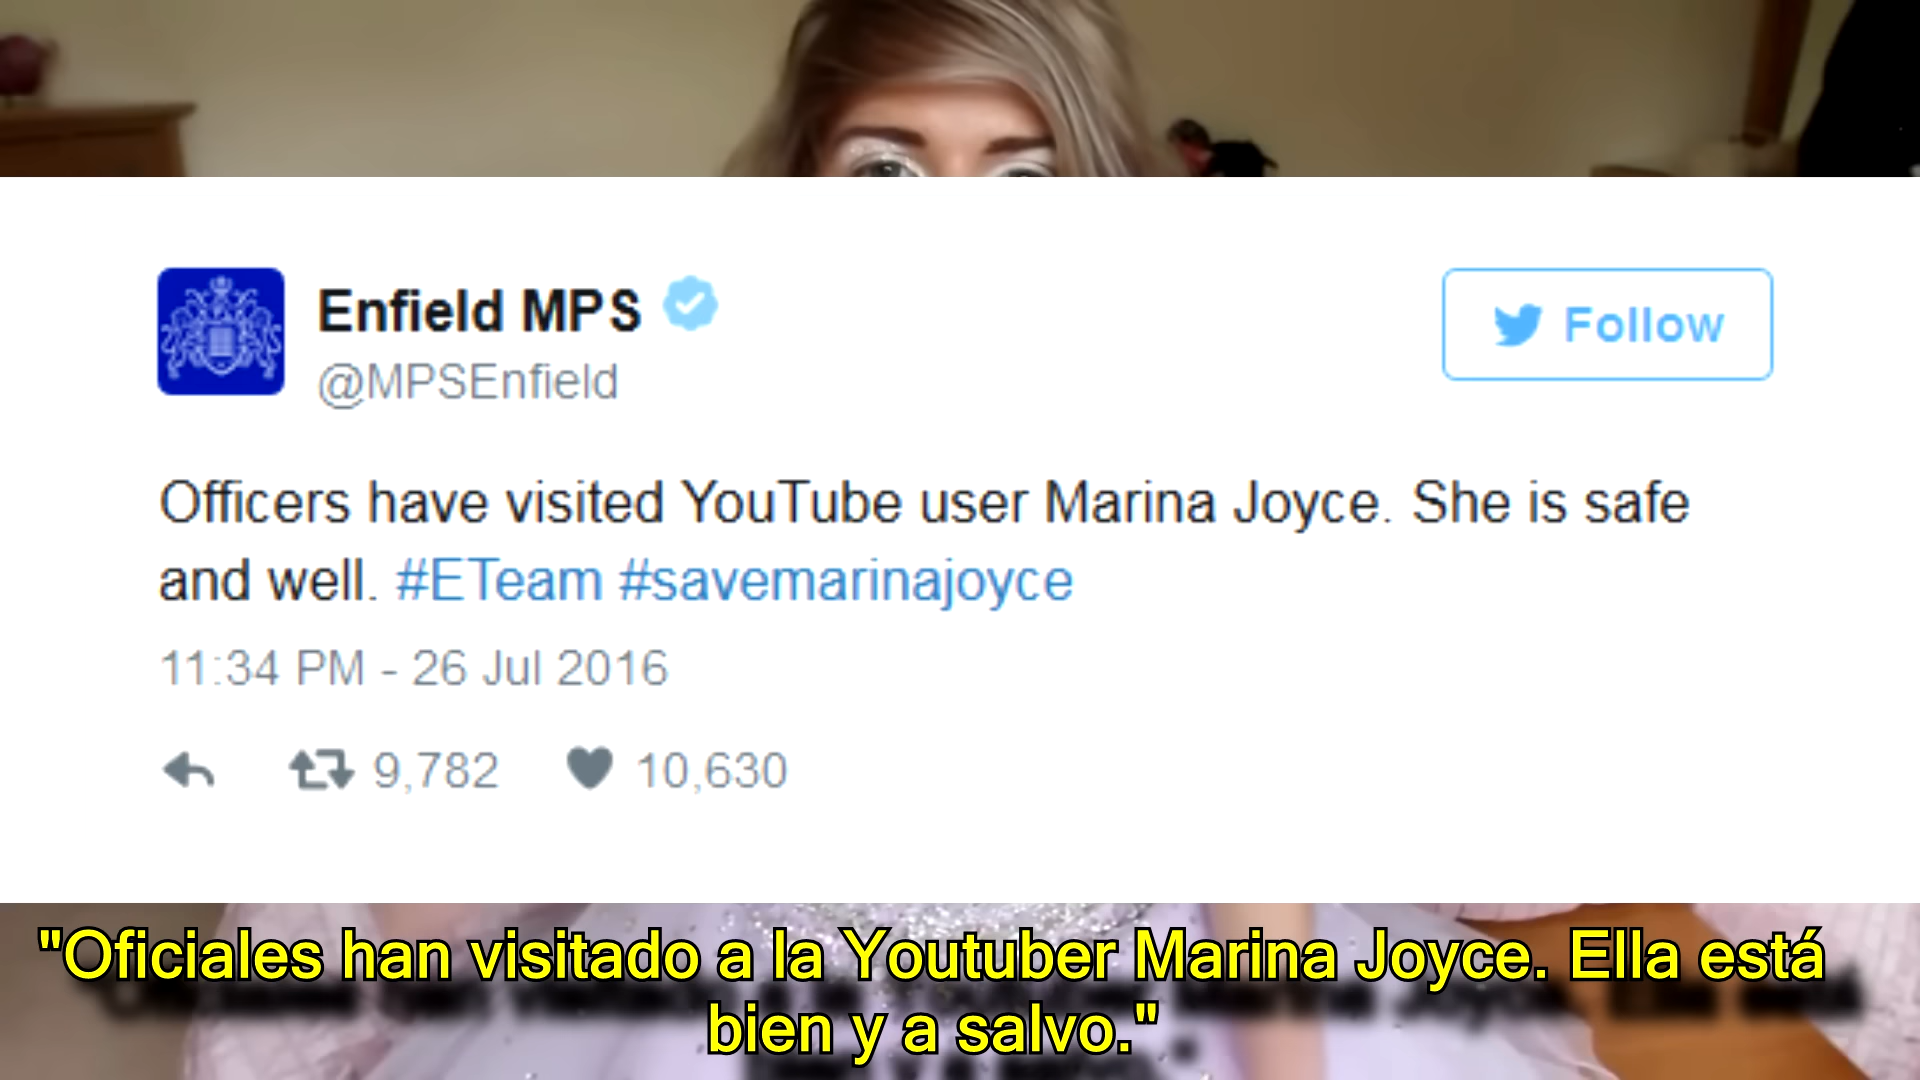 Enfield MPS
@MPSEnfield
Follow
Officers have visited YouTube user Marina Joyce. She is safe
and well. #ETeam #savemarinajoyce
11:34 PM - 26 Jul 2016
9,782 10,630
"Oficiales han visitado a la Youtuber Marina Joyce. Ella está
bien y a salvo."